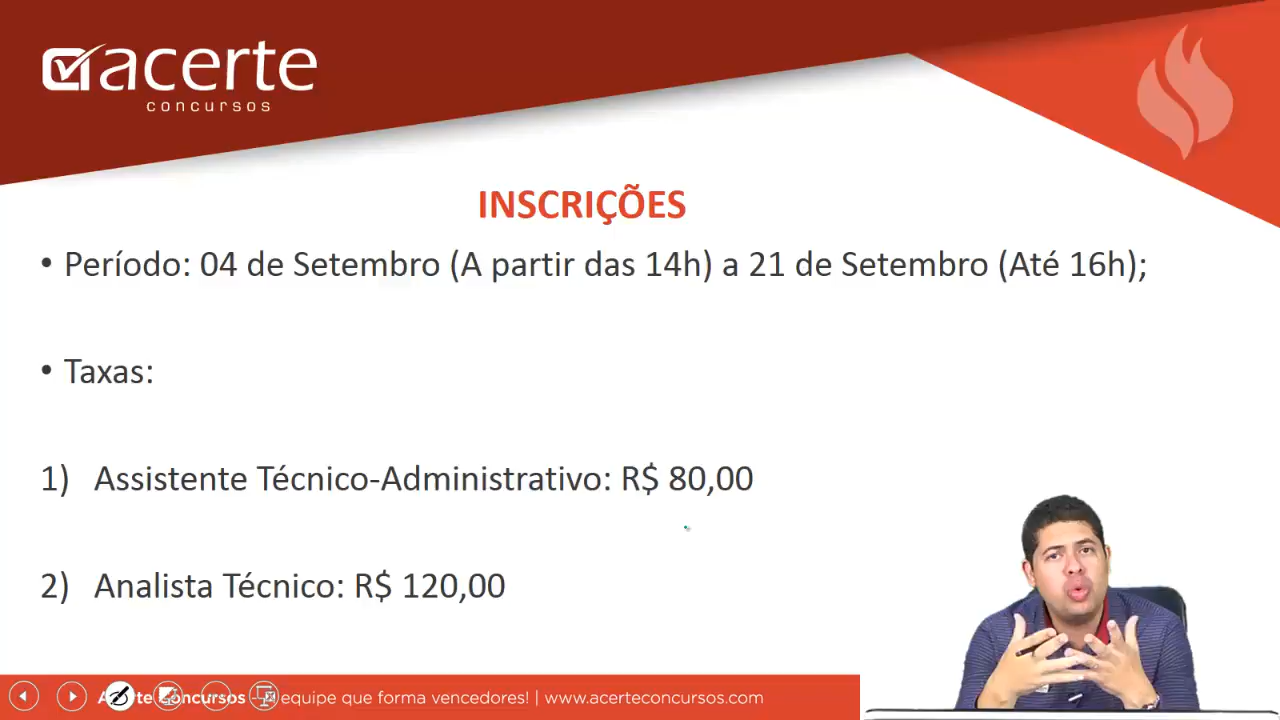 acerte
concursos
INSCRIÇÕES
• Período: 04 de Setembro (A partir das 14h) a 21 de Setembro (Até 16h);
• Taxas:
1) Assistente Técnico-Administrativo: R$ 80,00
2) Analista Técnico: R$ 120,00
Concursos equipe que forma vencedores! | www.acerteconcursos.com